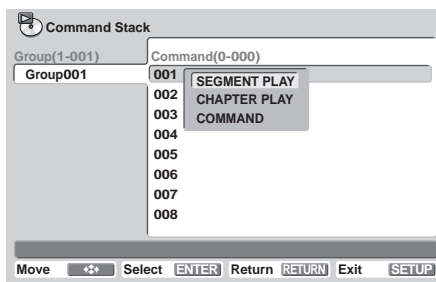 Command Stack
Group(1-001) Command(0-000)
Group001 001 SEGMENT PLAY
002 CHAPTER PLAY
003 COMMAND
004
005
006
007
008
Move Select ENTER Return RETURN Exit SETUP